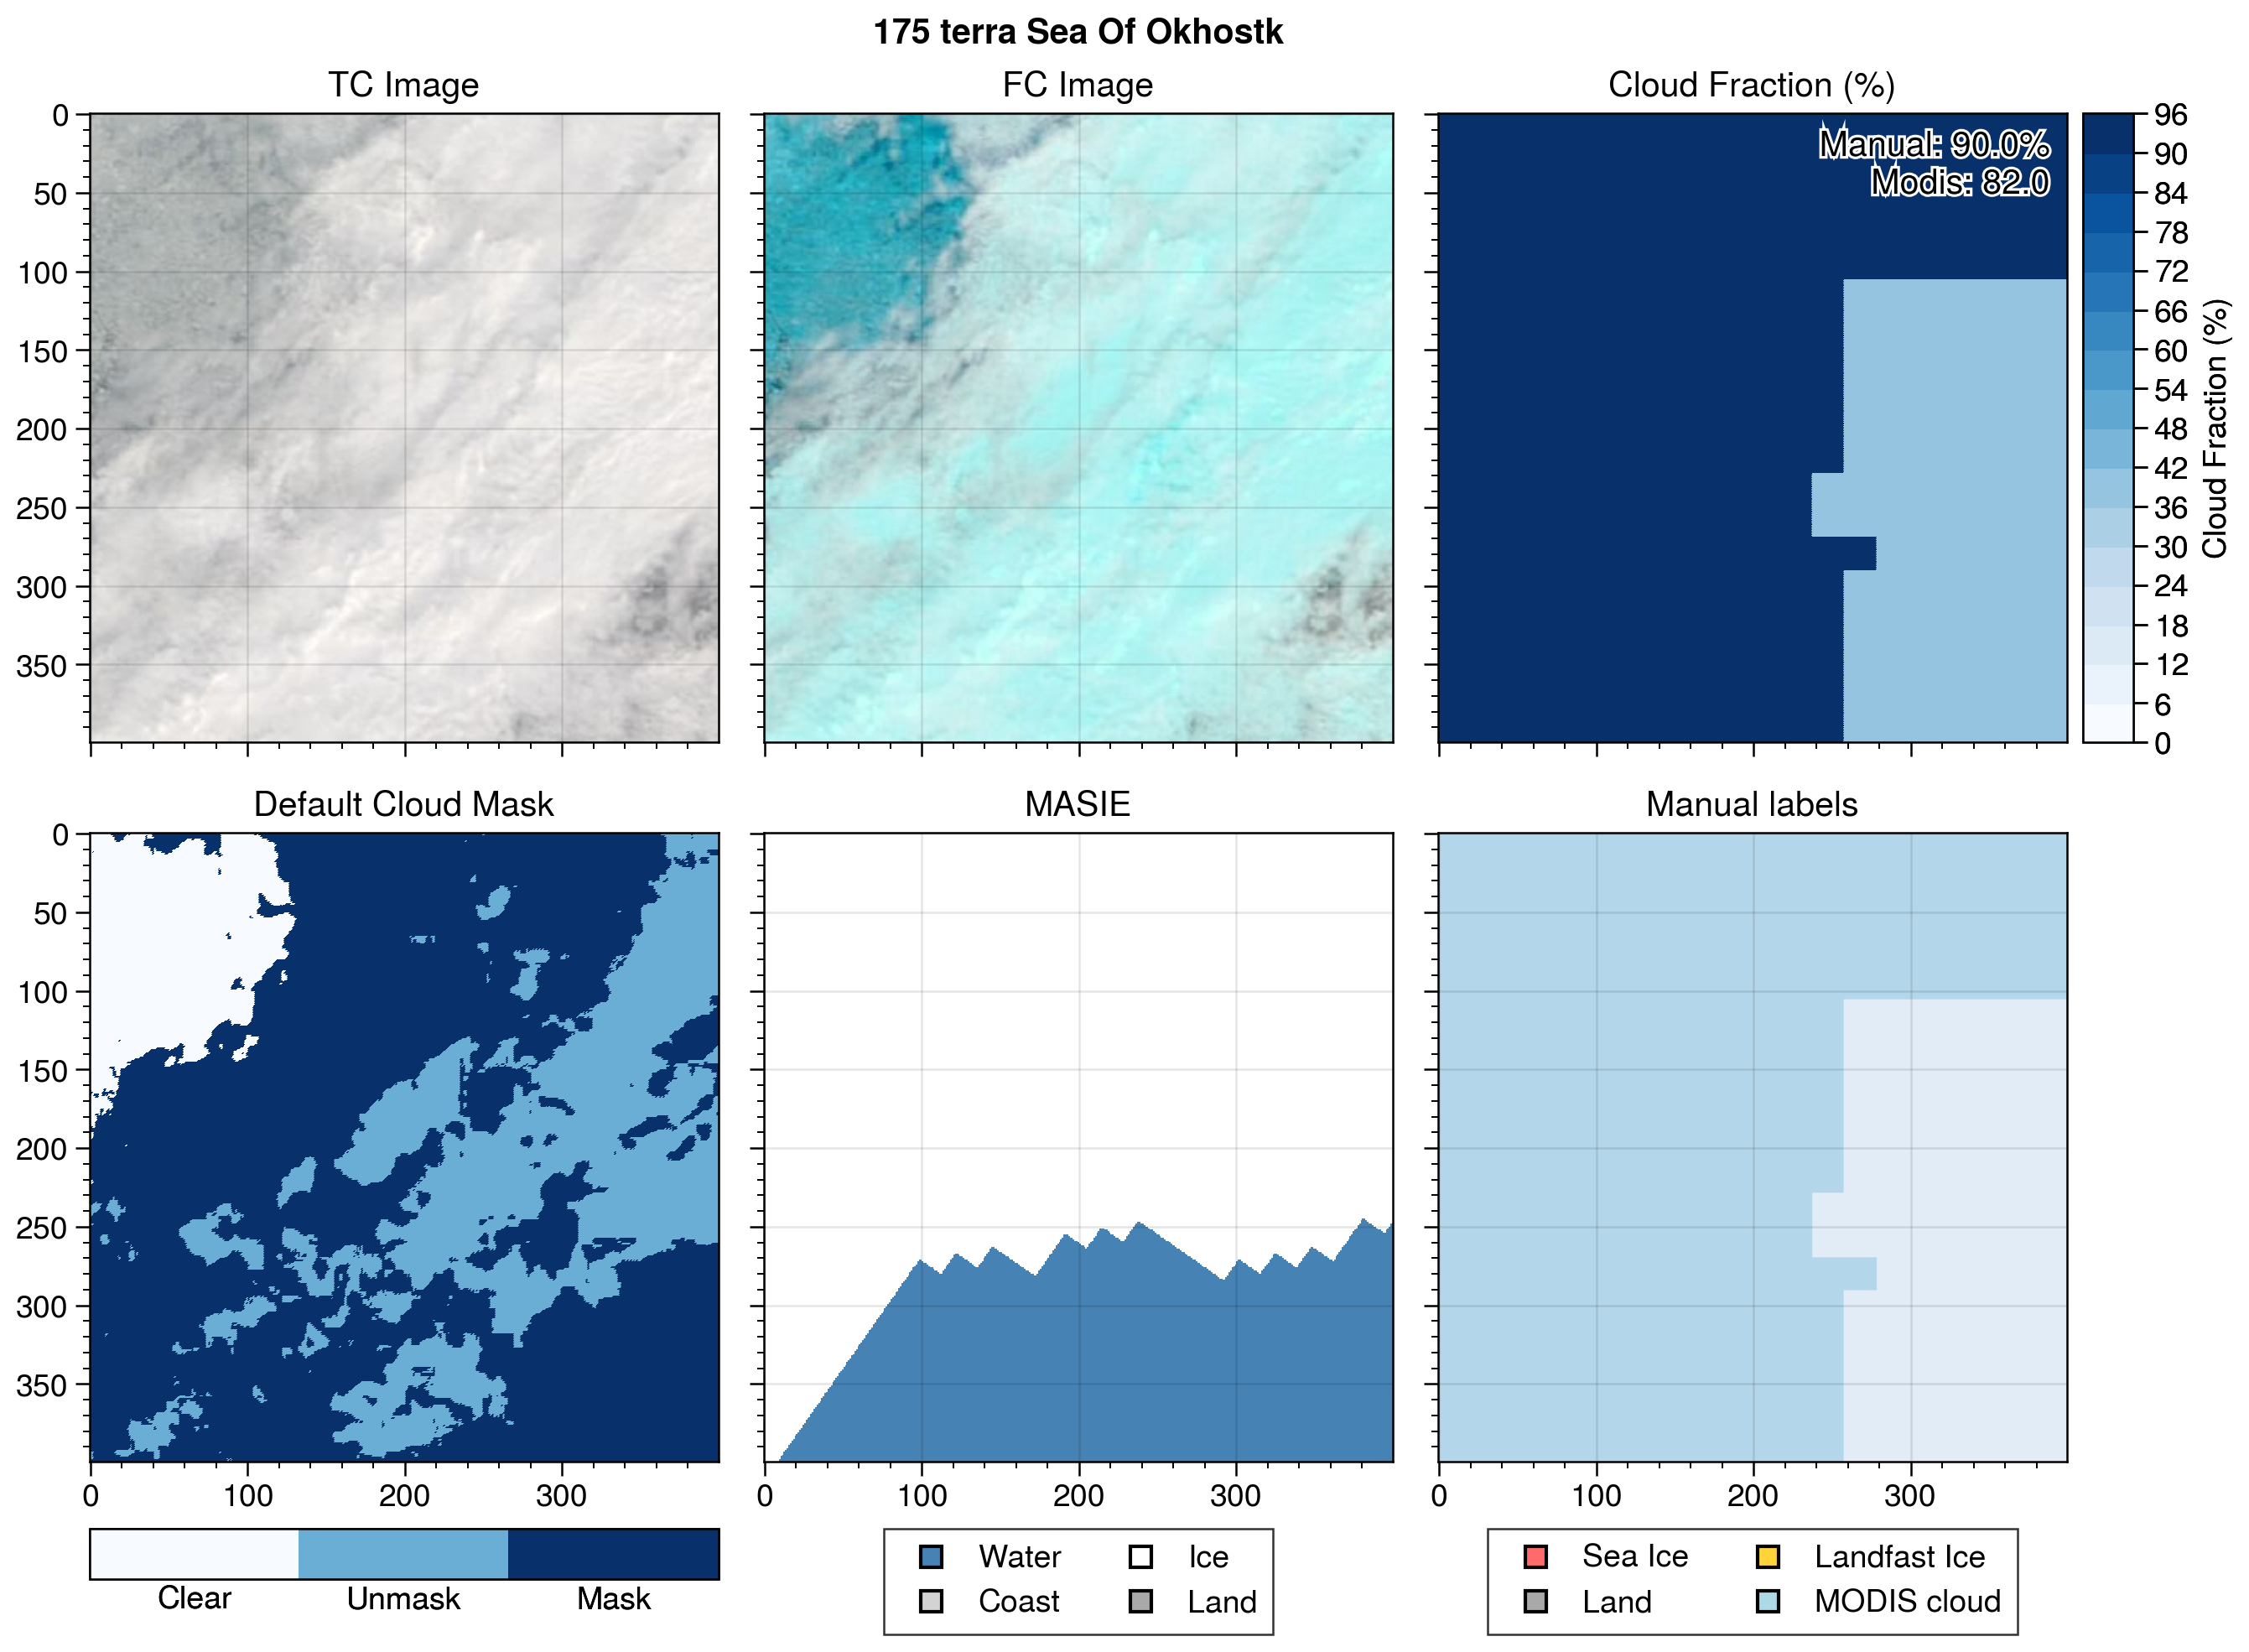 175 terra Sea Of Okhostk
TC Image
FC Image
Cloud Fraction (%)
0
50
100
150
200
250
300
350
Manual: 90.0%
Modis: 82.0
96
90
84
78
72
66
60
54
48
42
36
30
24
18
12
6
0
Cloud Fraction (%)
Default Cloud Mask
MASIE
Manual labels
0
50
100
150
200
250
300
350
0 100 200 300
0 100 200 300
0 100 200 300
Clear Unmask Mask
Water Ice
Coast Land
Sea Ice Landfast Ice
Land MODIS cloud